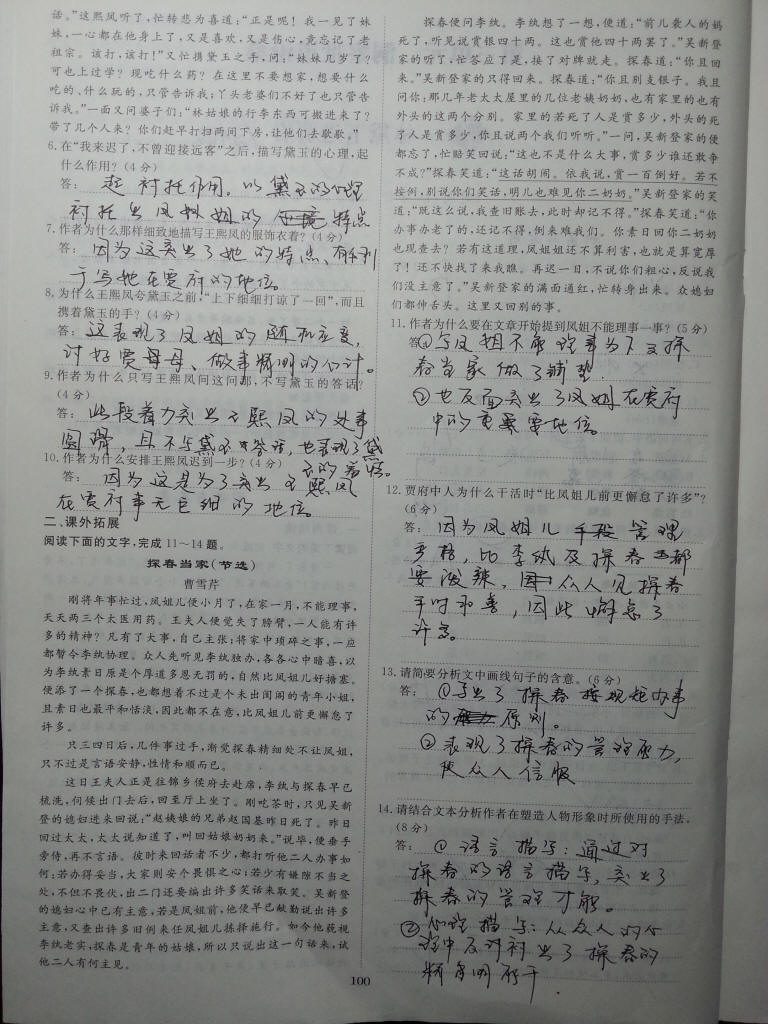 话。”这熙凤听了，忙转悲为喜道：“正是呢！我一见了妹
妹，一心都在他身上了，又是喜欢，又是伤心，竟忘记了老
祖宗。该打，该打！”又忙携黛玉之手，问：“妹妹几岁了？
可也上过学？现吃什么药？在这里不要想家，想要什么
吃的、什么玩的，只管告诉我；丫头老婆们不好了也只管告
诉我。”一面又问婆子们：“林姑娘的行李东西可搬进来了？
带了几个人来？你们赶早打扫两间下房，让他们去歇歇。”
6.在“我来迟了，不曾迎接远客”之后，描写黛玉的心理，起
什么作用？(4分)
答：起衬托作用。以黛玉的心理
衬托出凤姐的特点
7.作者为什么那样细致地描写王熙凤的服饰衣着？(4分)
答：因为这突出了她的特点、有利
于写她在贾府的地位。
8.为什么王熙凤夸黛玉之前，“上下细细打谅了一回”，而且
携着黛玉的手？(4分)
答：这表现了凤姐的随机应变，
讨好贾母、做事精明的心计。
9.作者为什么只写王熙凤问这问那，不写黛玉的答话？
(4分)
答：此段着力突出王熙凤的处事
圆滑，且不写黛玉答话，也表现了黛
玉的
10.作者为什么安排王熙凤迟到一步？(4分)
答：因为这是为了突出王熙凤
在贾府事无巨细的地位。
二、课外拓展
阅读下面的文字，完成11～14题。
探春当家(节选)
曹雪芹
刚将年事忙过，凤姐儿便小月了，在家一月，不能理事，
天天两三个太医用药。王夫人便觉失了膀臂，一人能有许
多的精神？凡有了大事，自己主张；将家中琐碎之事，一应
都暂令李纨协理。众人先听见李纨独办，各各心中暗喜，以
为李纨素日原是个厚道多恩无罚的，自然比凤姐儿好搪塞。
便添了一个探春，也都想着不过是个未出闺阁的青年小姐，
且素日也最平和恬淡，因此都不在意，比凤姐儿前更懈怠了
许多。
只三四日后，几件事过手，渐觉探春精细处不让凤姐，
只不过是言语安静，性情和顺而已。
这日王夫人正是往锦乡侯府去赴席，李纨与探春早已
梳洗，伺候出门去后，回至厅上坐了。刚吃茶时，只见吴新
登的媳妇进来回说：“赵姨娘的兄弟赵国基昨日死了。昨日
回过太太，太太说知道了，叫回姑娘奶奶来。”说毕，便垂手
旁侍，再不言语。彼时来回话者不少，都打听他二人办事如
何：若办得妥当，大家则安个畏惧之心；若少有嫌隙不当之
处，不但不畏伏，出二门还要编出许多笑话来取笑。吴新登
的媳妇心中已有主意，若是凤姐前，他便早已献勤说出许多
主意，又查出许多旧例来任凤姐儿拣择施行。如今他藐视
李纨老实，探春是青年的姑娘，所以只说出这一句话来，试
他二人有何主见。
探春便问李纨。李纨想了一想，便道：“前儿袭人的妈
死了，听见说赏银四十两。这也赏他四十两罢了。”吴新登
家的听了，忙答应了是，接了对牌就走。探春道：“你且回
来。”吴新登家的只得回来。探春道：“你且别支银子。我且
问你：那几年老太太屋里的几位老姨奶奶，也有家里的也有
外头的这两个分别。家里的若死了人是赏多少，外头的死
了人是赏多少，你且说两个我们听听。”一问，吴新登家的便
都忘了，忙赔笑回说：“这也不是什么大事，赏多少谁还敢争
不成？”探春笑道：“这话胡闹。依我说，赏一百倒好。若不
按例，别说你们笑话，明儿也难见你二奶奶。”吴新登家的笑
道：“既这么说，我查旧账去，此时却记不得。”探春笑道：“你
办事办老了的，还记不得，倒来难我们。你素日回你二奶奶
也现查去？若有这道理，凤姐姐还不算利害，也就是算宽厚
了！还不快找了来我瞧。再迟一日，不说你们粗心，反说我
们没主意了。”吴新登家的满面通红，忙转身出来。众媳妇
们都伸舌头。这里又回别的事。
11.作者为什么要在文章开始提到凤姐不能理事一事？(5分)
答：①写凤姐不能理事为下文探
春当家做了铺垫.
②也反面突出了凤姐在贾府
中的重要地位。
12.贾府中人为什么干活时“比凤姐儿前更懈怠了许多”？
(6分)
答：因为凤姐儿手段管理
严格，比李纨及探春都
要泼辣，众人见探春
平时和善，因此懈怠了
许多。
13.请简要分析文中画线句子的含意。(6分)
答：①写出了探春按规矩办事
的原则。
②表现了探春的管理能力，
使众人信服
14.请结合文本分析作者在塑造人物形象时所使用的手法。
(8分)
答：①语言描写：通过对
探春的语言描写，突出了
探春的管理才能。
②心理描写：从众人的心
理中反衬出了探春的
精明能干
100